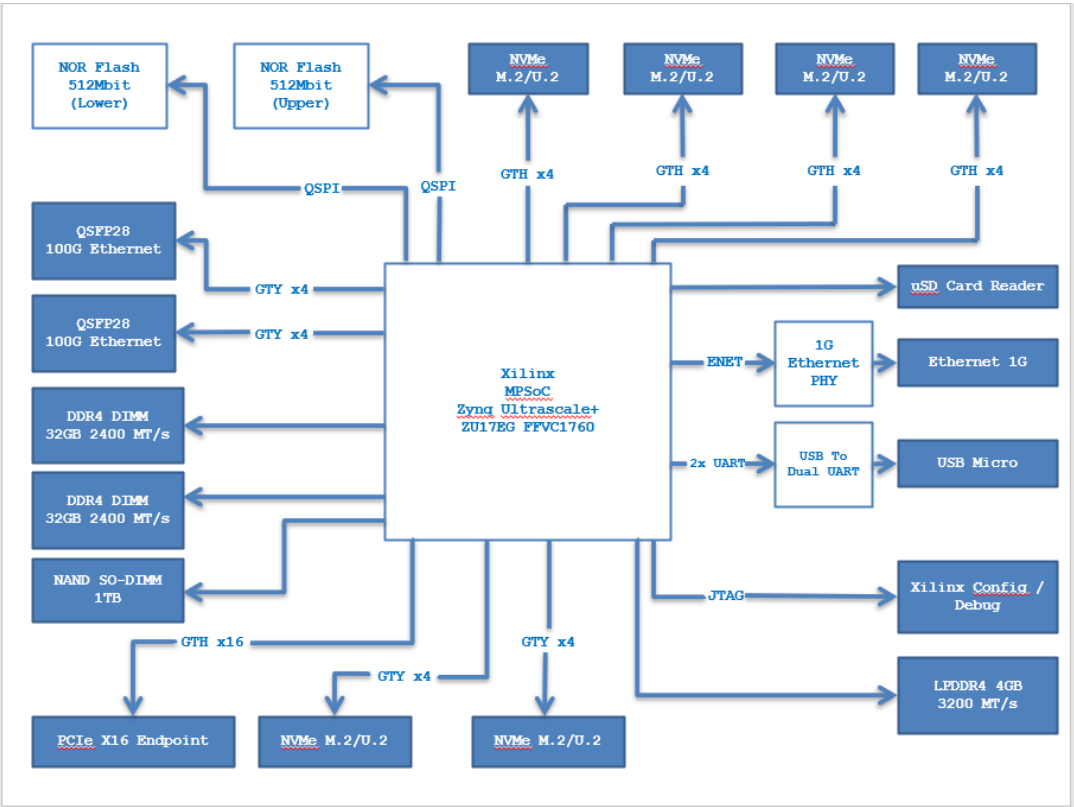 NOR Flash
512Mbit
(Lower)
NOR Flash
512Mbit
(Upper)
NVMe
M.2/U.2
NVMe
M.2/U.2
NVMe
M.2/U.2
NVMe
M.2/U.2
QSPI
QSPI
GTH x4
GTH x4
GTH x4
GTH x4
QSFP28
100G Ethernet
GTY x4
QSFP28
100G Ethernet
GTY x4
DDR4 DIMM
32GB 2400 MT/s
DDR4 DIMM
32GB 2400 MT/s
NAND SO-DIMM
1TB
Xilinx
MPSoC
Zynq Ultrascale+
ZU17EG FFVC1760
uSD Card Reader
ENET
1G
Ethernet
PHY
Ethernet 1G
2x UART
USB To
Dual UART
USB Micro
JTAG
Xilinx Config /
Debug
LPDDR4 4GB
3200 MT/s
GTH x16
GTY x4
GTY x4
PCIe X16 Endpoint
NVMe M.2/U.2
NVMe M.2/U.2